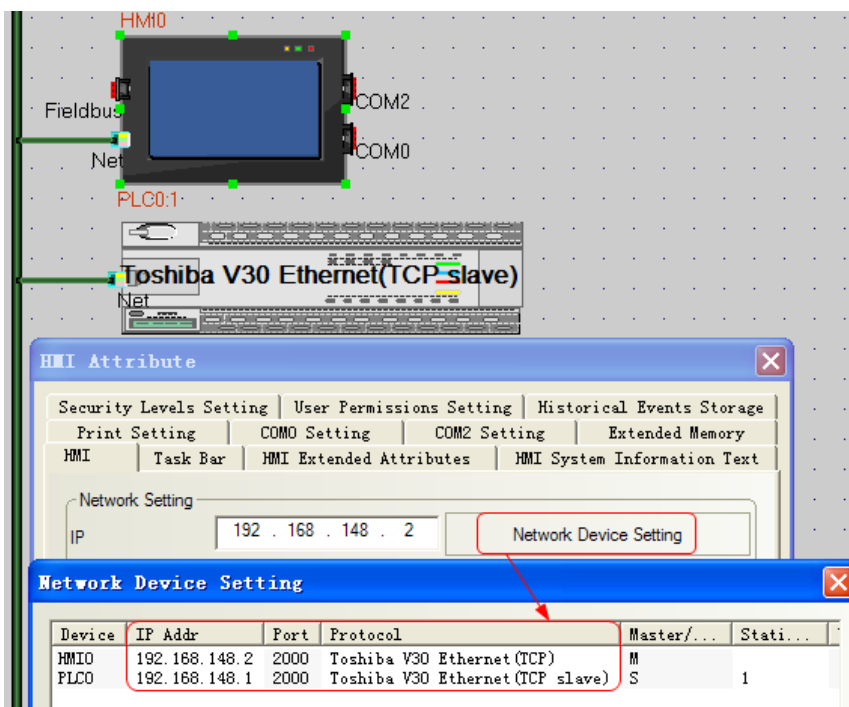 HMI0
COM2
Fieldbus
COM0
Net
PLC0:1
Toshiba V30 Ethernet(TCP slave)
Net
HMI Attribute
Security Levels Setting User Permissions Setting Historical Events Storage
Print Setting COM0 Setting COM2 Setting Extended Memory
HMI Task Bar HMI Extended Attributes HMI System Information Text
Network Setting
IP 192 . 168 . 148 . 2 Network Device Setting
Network Device Setting
Device IP Addr Port Protocol Master/... Stati...
HMI0 192.168.148.2 2000 Toshiba V30 Ethernet(TCP) M
PLC0 192.168.148.1 2000 Toshiba V30 Ethernet(TCP slave) S 1